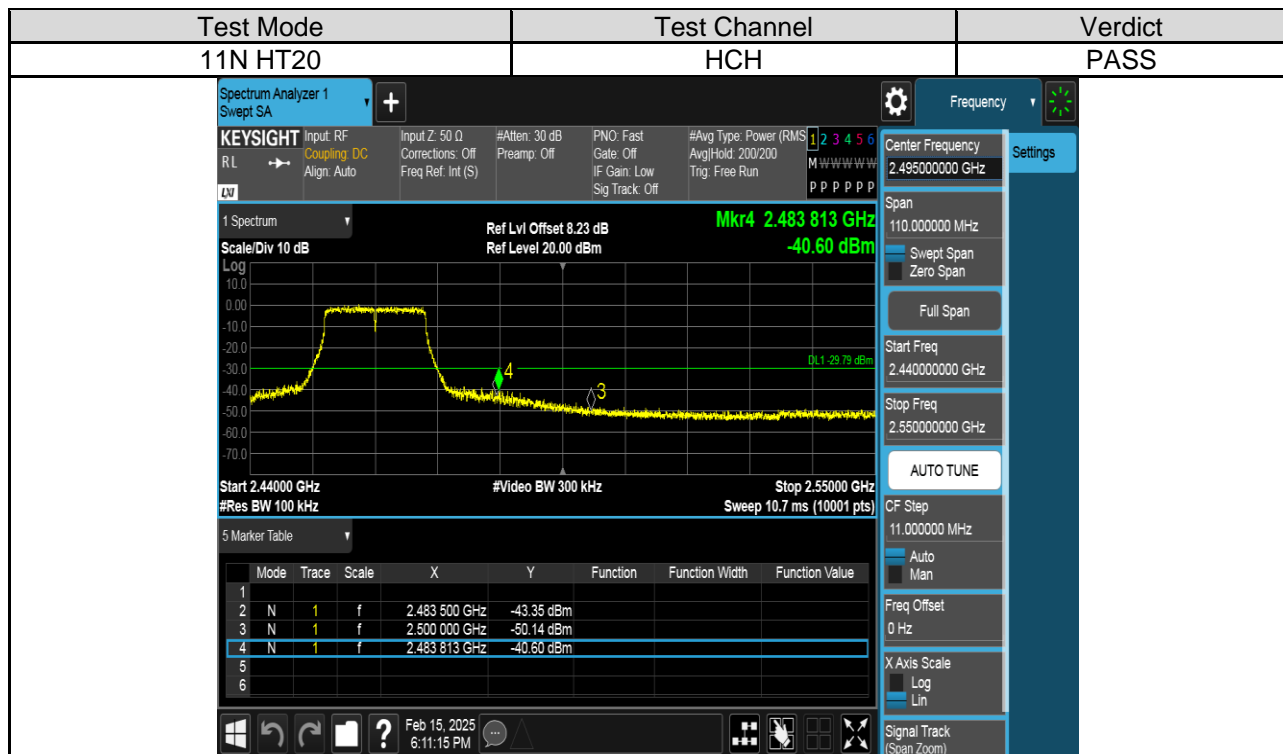 Test Mode Test Channel Verdict
11N HT20 HCH PASS
Spectrum Analyzer 1
Swept SA
+
Frequency
KEYSIGHT
R L
LXI
Input: RF
Coupling: DC
Align: Auto
Input Z: 50 Ω
Corrections: Off
Freq Ref: Int (S)
#Atten: 30 dB
Preamp: Off
PNO: Fast
Gate: Off
IF Gain: Low
Sig Track: Off
#Avg Type: Power (RMS
Avg|Hold: 200/200
Trig: Free Run
1 2 3 4 5 6
M W W W W W
P P P P P P
1 Spectrum
Scale/Div 10 dB
Ref Lvl Offset 8.23 dB
Ref Level 20.00 dBm
Mkr4 2.483 813 GHz
-40.60 dBm
Log
10.0
0.00
-10.0
-20.0
-30.0
-40.0
-50.0
-60.0
-70.0
DL1 -29.79 dBm
4
3
Start 2.44000 GHz #Video BW 300 kHz Stop 2.55000 GHz
#Res BW 100 kHz Sweep 10.7 ms (10001 pts)
5 Marker Table
Mode Trace Scale X Y Function Function Width Function Value
1
2 N 1 f 2.483 500 GHz -43.35 dBm
3 N 1 f 2.500 000 GHz -50.14 dBm
4 N 1 f 2.483 813 GHz -40.60 dBm
5
6
?
Feb 15, 2025
6:11:15 PM
Center Frequency
2.495000000 GHz
Settings
Span
110.000000 MHz
Swept Span
Zero Span
Full Span
Start Freq
2.440000000 GHz
Stop Freq
2.550000000 GHz
AUTO TUNE
CF Step
11.000000 MHz
Auto
Man
Freq Offset
0 Hz
X Axis Scale
Log
Lin
Signal Track
(Span Zoom)